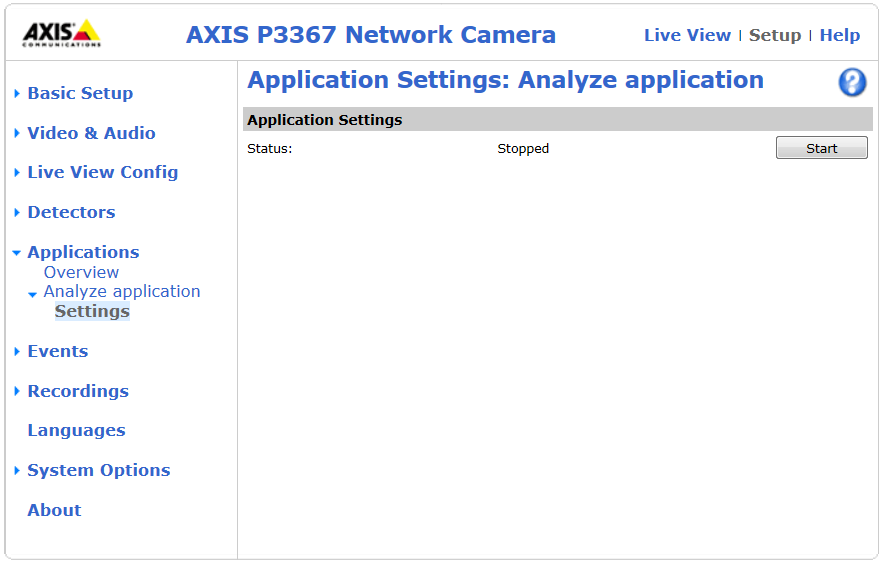 AXIS
COMMUNICATIONS
AXIS P3367 Network Camera
Live View | Setup | Help
Basic Setup
Video & Audio
Live View Config
Detectors
Applications
Overview
Analyze application
Settings
Events
Recordings
Languages
System Options
About
Application Settings: Analyze application
?
Application Settings
Status: Stopped Start